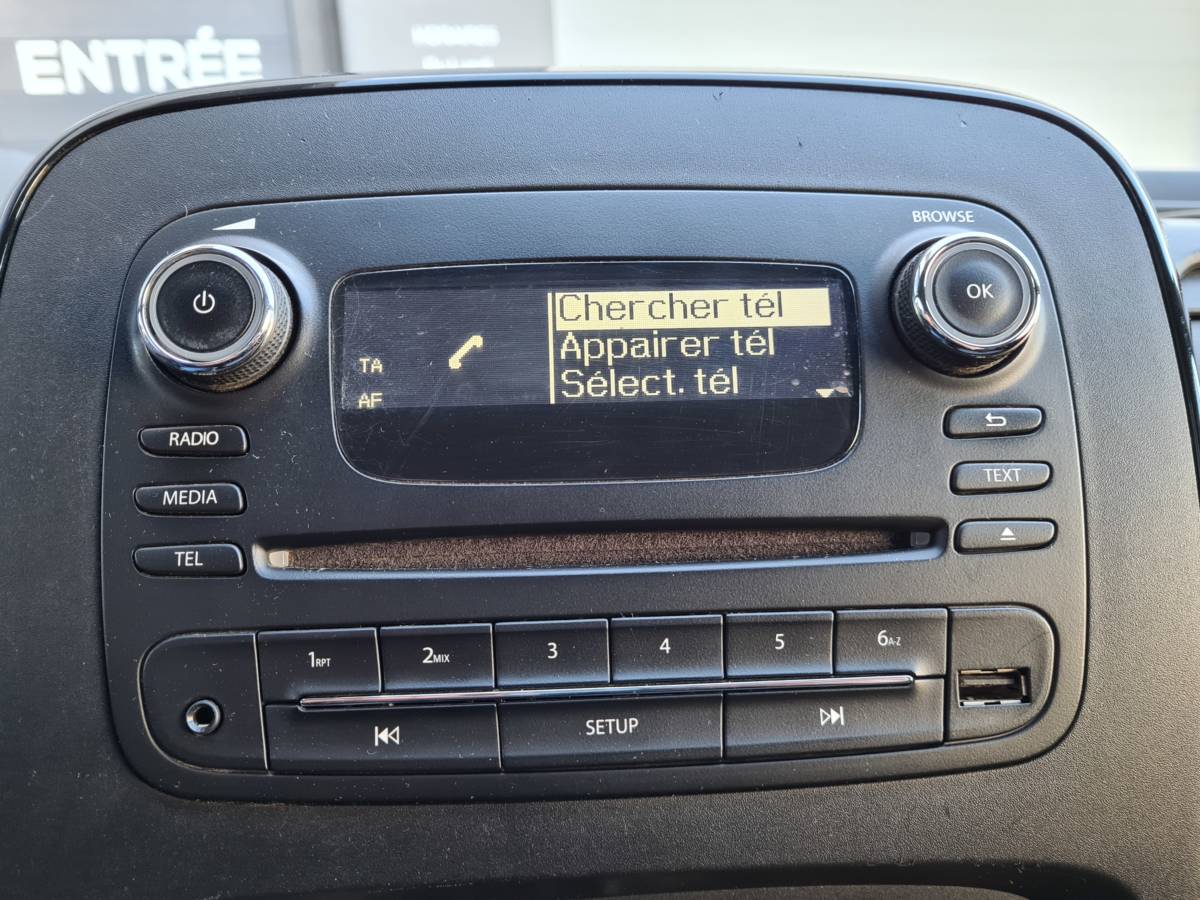 ENTRÉE
BROWSE
OK
Chercher tél
Appairer tél
Sélect. tél
TA
AF
RADIO
MEDIA
TEL
TEXT
1RPT
2MIX
3
4
5
6A-Z
SETUP